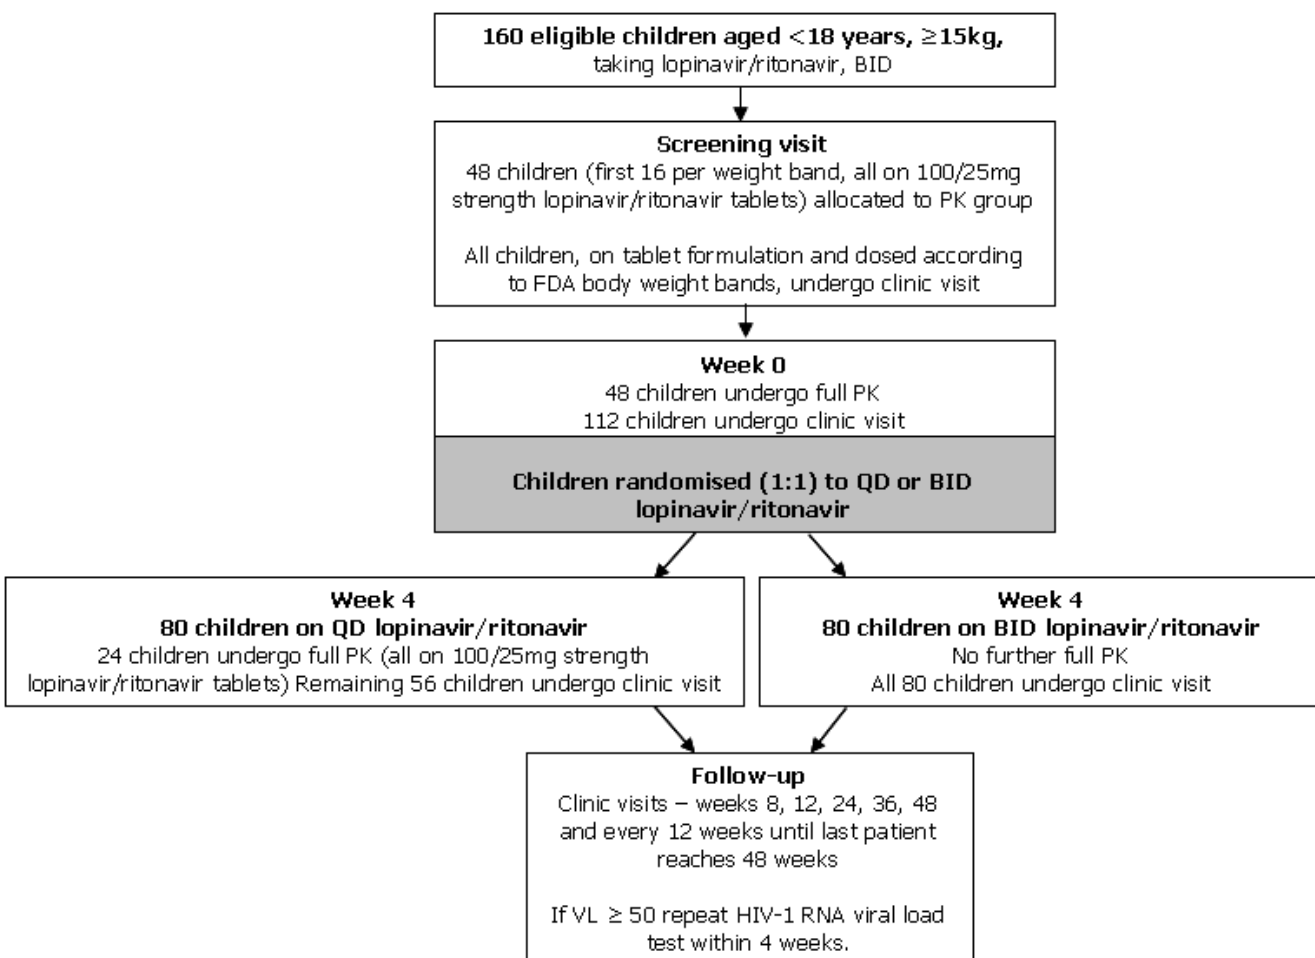 160 eligible children aged <18 years, ≥15kg,
taking lopinavir/ritonavir, BID
Screening visit
48 children (first 16 per weight band, all on 100/25mg
strength lopinavir/ritonavir tablets) allocated to PK group
All children, on tablet formulation and dosed according
to FDA body weight bands, undergo clinic visit
Week 0
48 children undergo full PK
112 children undergo clinic visit
Children randomised (1:1) to QD or BID
lopinavir/ritonavir
Week 4
80 children on QD lopinavir/ritonavir
24 children undergo full PK (all on 100/25mg strength
lopinavir/ritonavir tablets) Remaining 56 children undergo clinic visit
Week 4
80 children on BID lopinavir/ritonavir
No further full PK
All 80 children undergo clinic visit
Follow-up
Clinic visits – weeks 8, 12, 24, 36, 48
and every 12 weeks until last patient
reaches 48 weeks
If VL ≥ 50 repeat HIV-1 RNA viral load
test within 4 weeks.